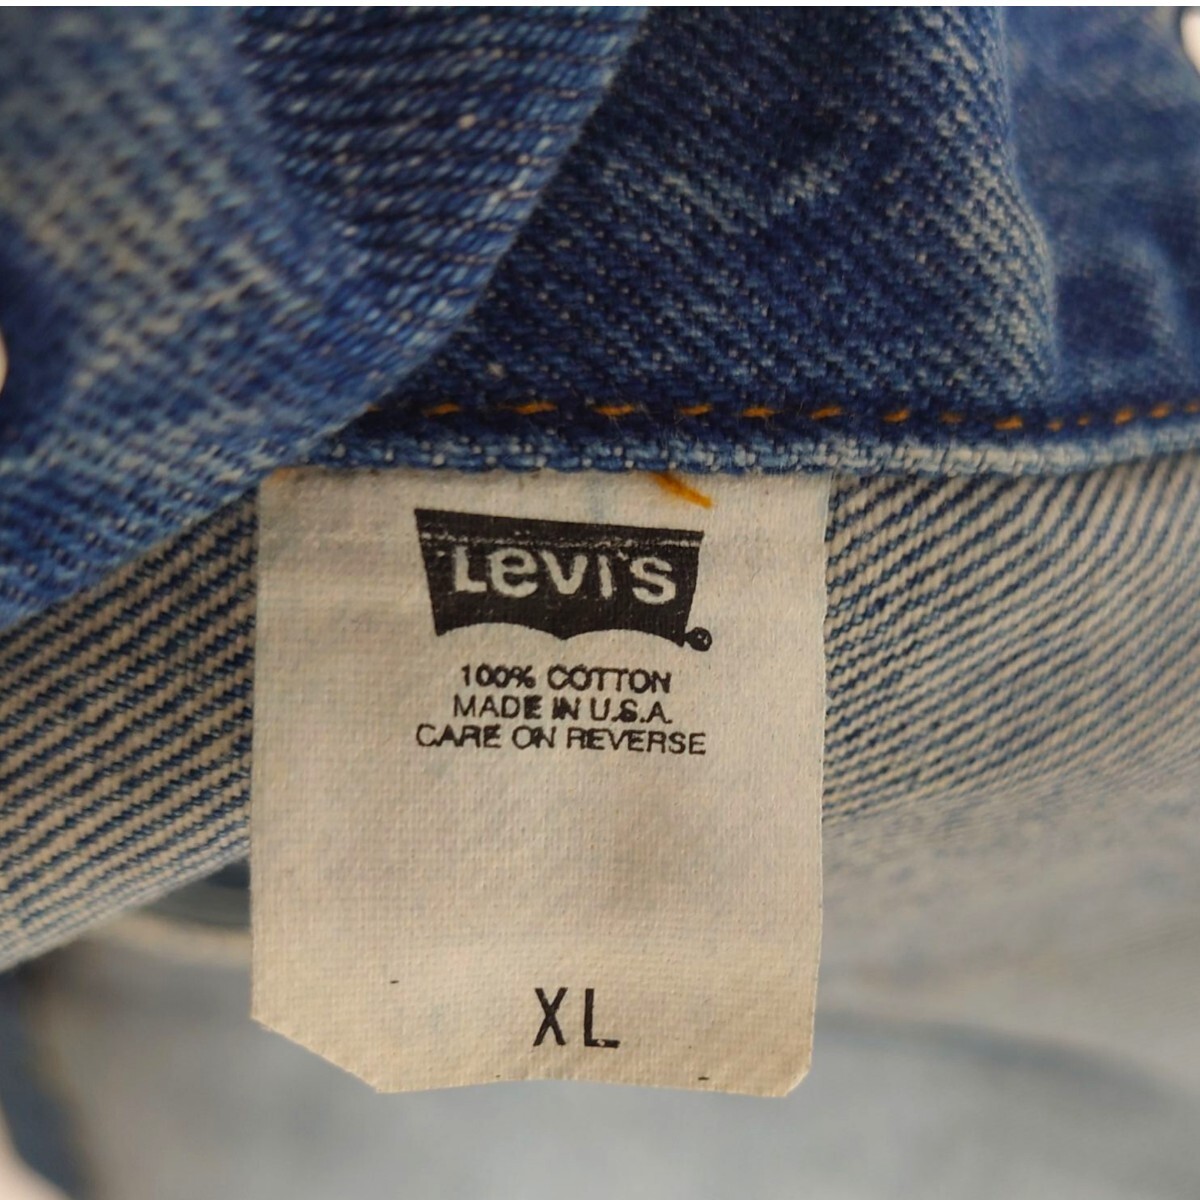 Levi's ®
100% COTTON
MADE IN U.S.A.
CARE ON REVERSE
XL